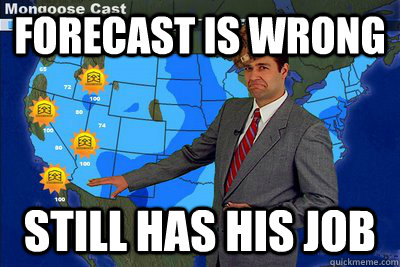 Mongoose Cast
FORECAST IS WRONG
72
100
80
74
100
80
100
100
STILL HAS HIS JOB
quickmeme.com